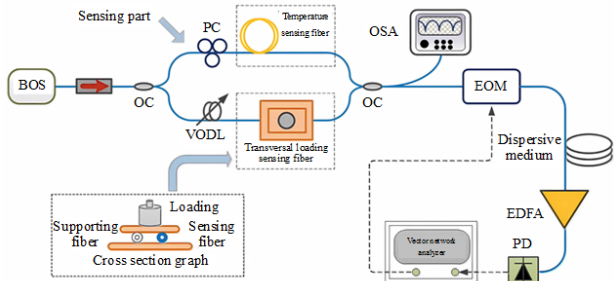 Sensing part
PC
Temperature
sensing fiber
OSA
BOS
OC
OC
EOM
VODL
Transversal loading
sensing fiber
Dispersive
medium
Loading
Supporting
fiber
Sensing
fiber
Cross section graph
EDFA
Vector network
analyzer
PD